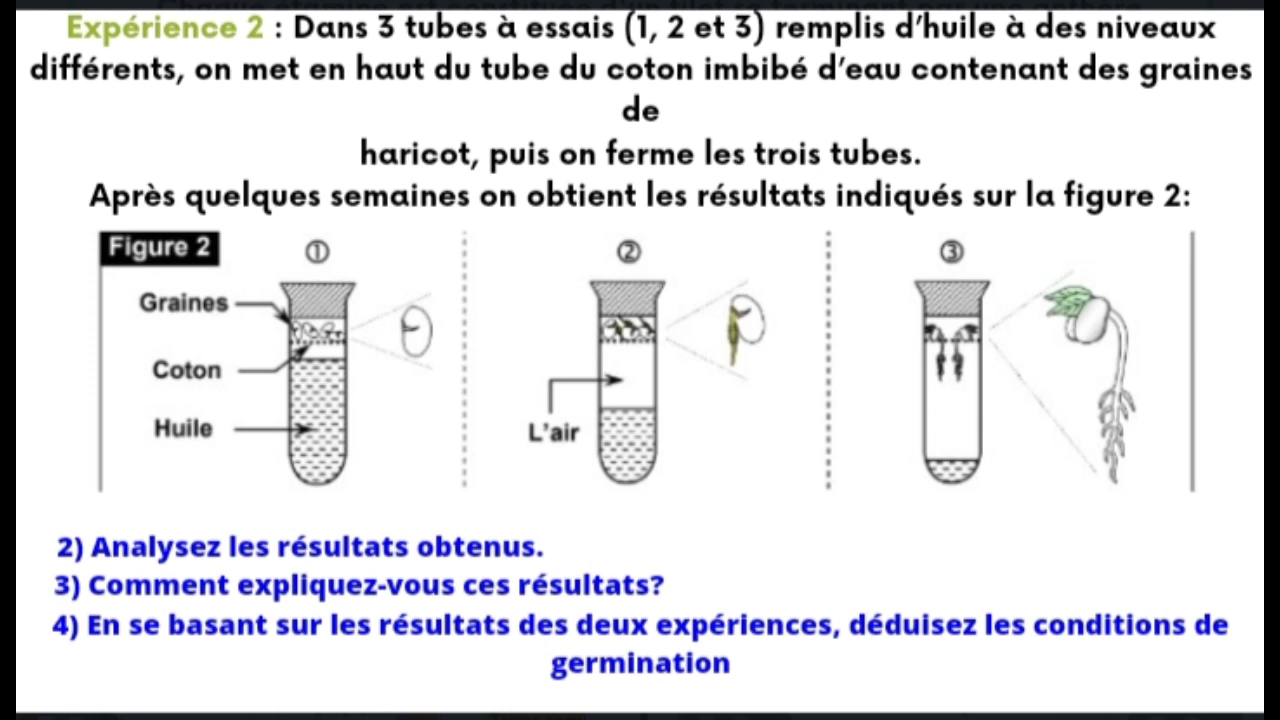 Expérience 2 : Dans 3 tubes à essais (1, 2 et 3) remplis d’huile à des niveaux
différents, on met en haut du tube du coton imbibé d’eau contenant des graines
de
haricot, puis on ferme les trois tubes.
Après quelques semaines on obtient les résultats indiqués sur la figure 2:
Figure 2
①
②
③
Graines
Coton
Huile
L’air
2) Analysez les résultats obtenus.
3) Comment expliquez-vous ces résultats?
4) En se basant sur les résultats des deux expériences, déduisez les conditions de
germination